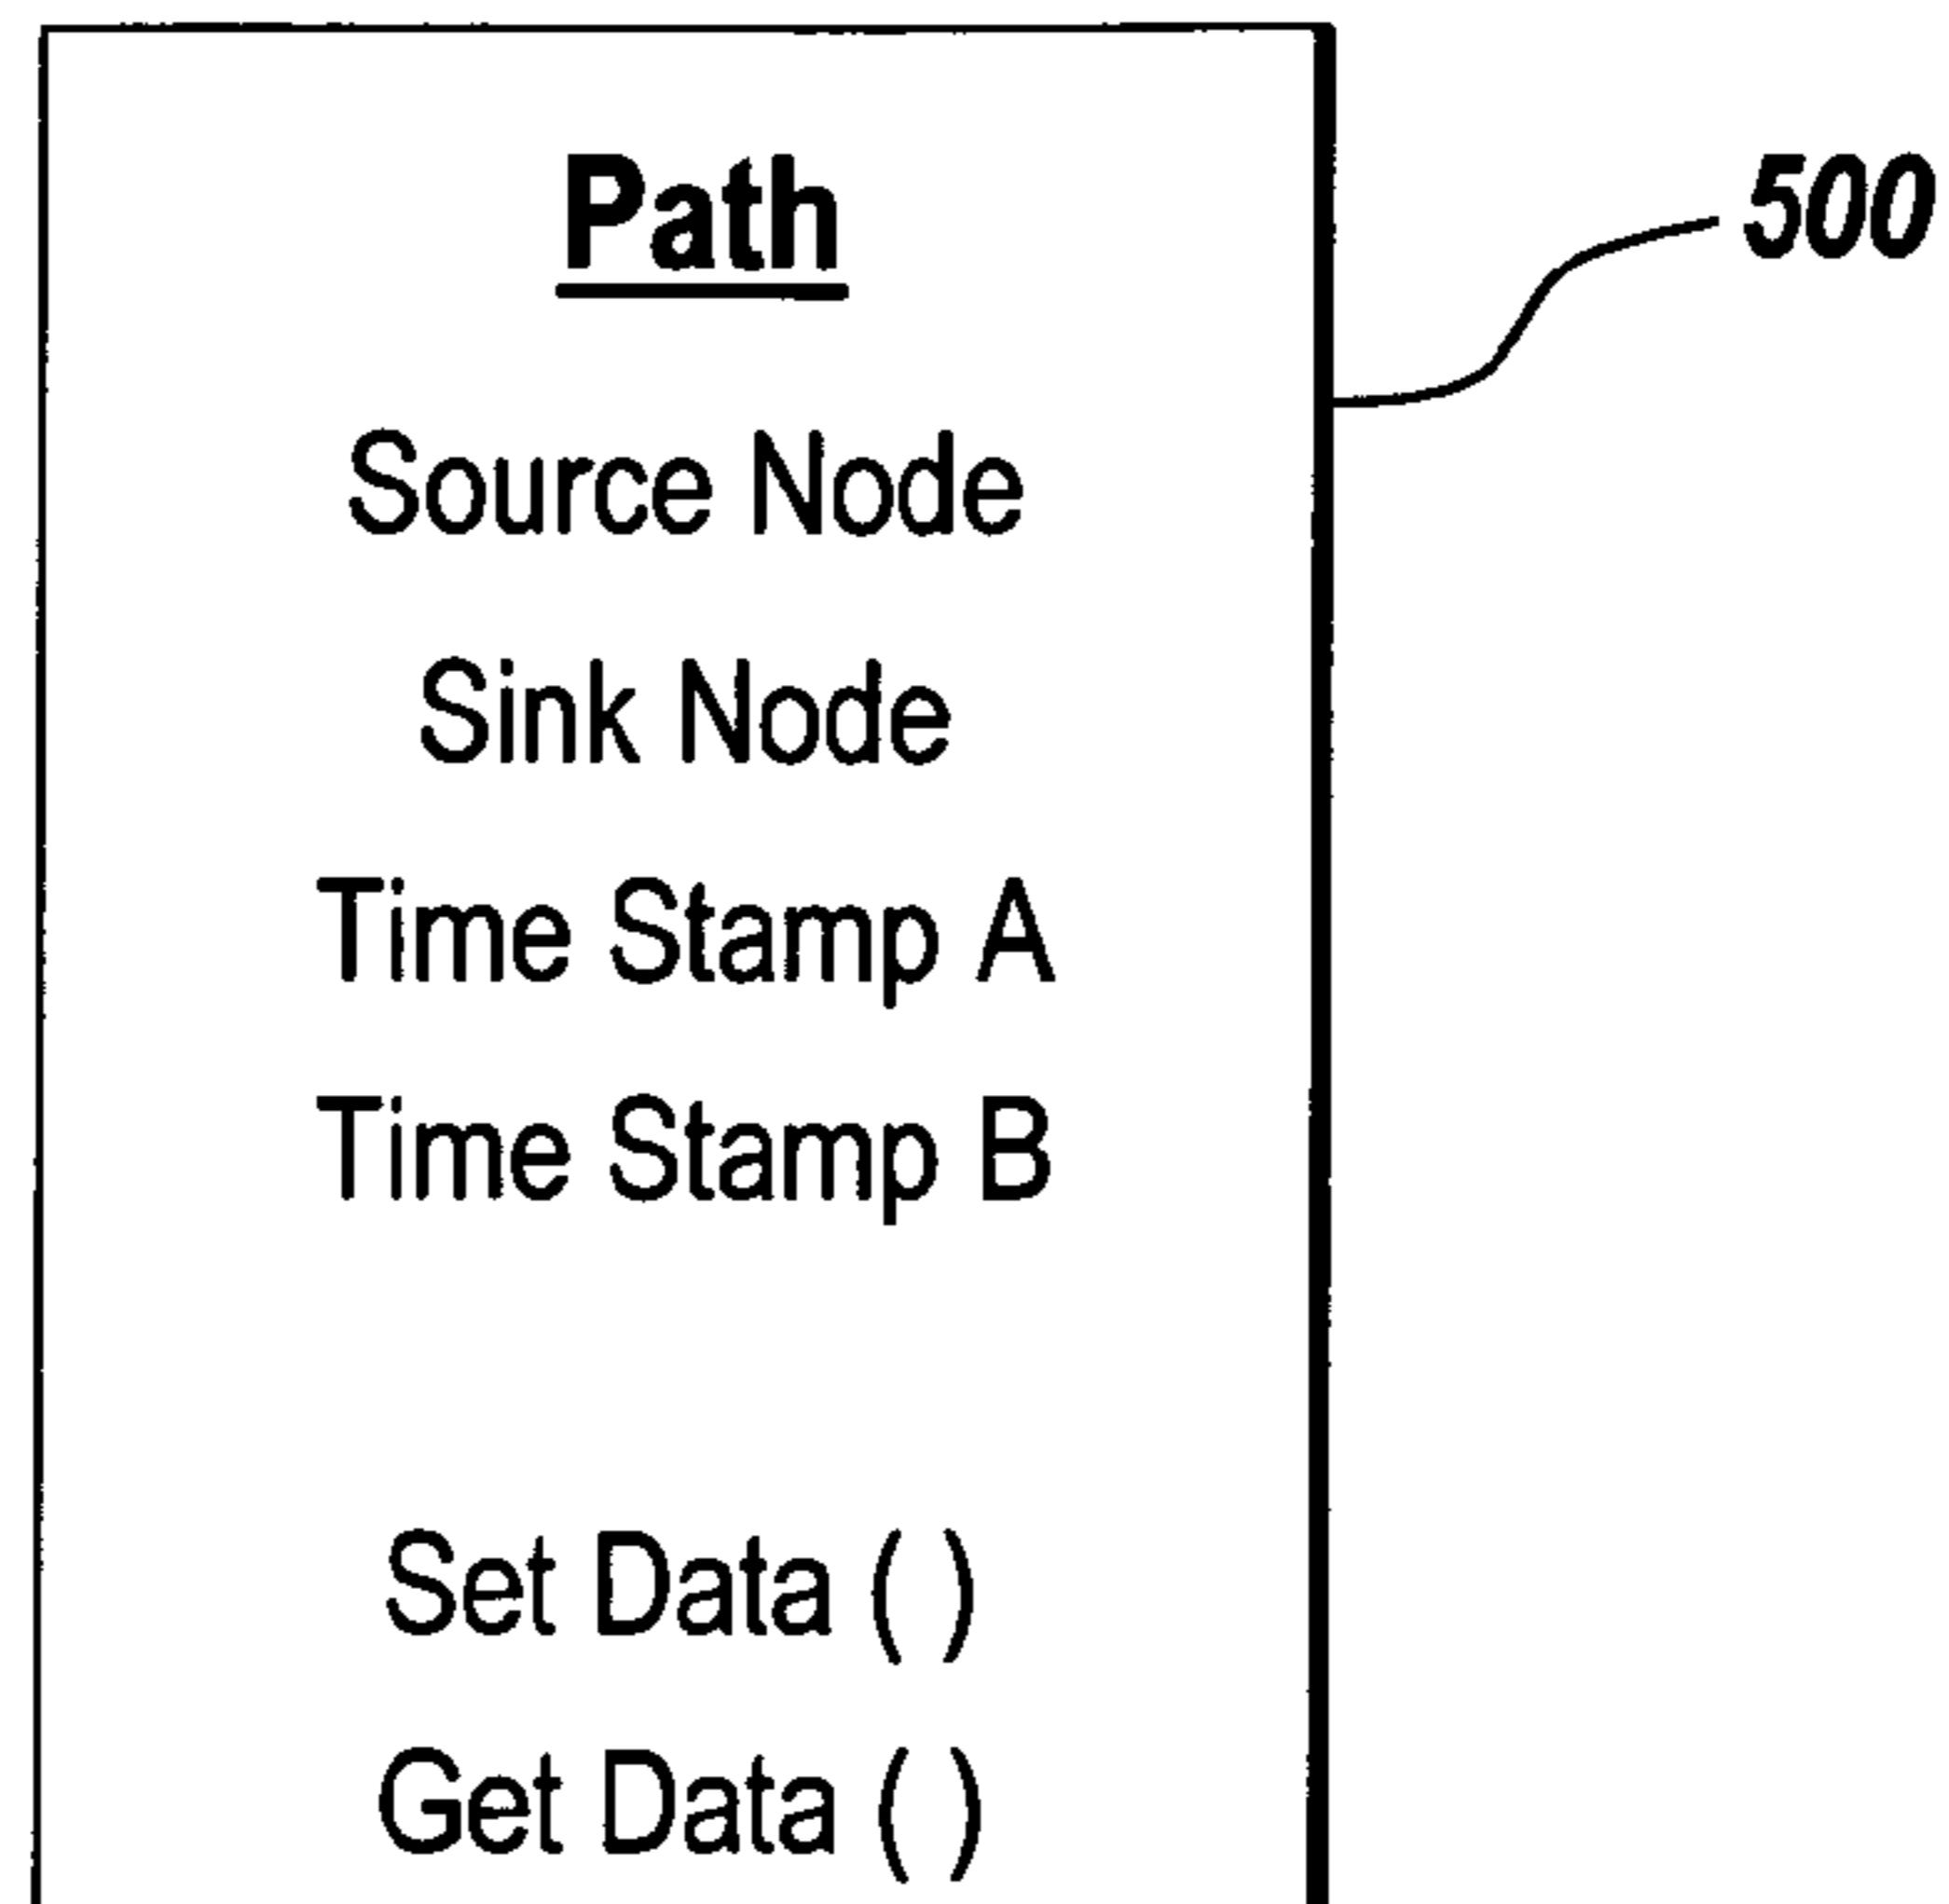 Path
500
Source Node
Sink Node
Time Stamp A
Time Stamp B
Set Data ( )
Get Data ( )